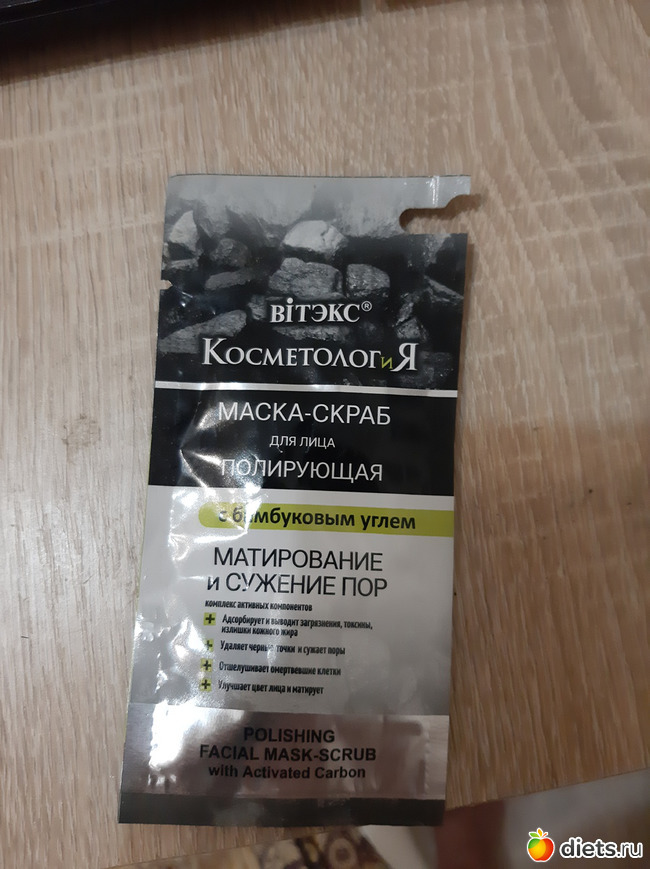 ВІТЭКС®
КОСМЕТОЛОГИЯ
МАСКА-СКРАБ
ДЛЯ ЛИЦА
ПОЛИРУЮЩАЯ
с бамбуковым углем
МАТИРОВАНИЕ
И СУЖЕНИЕ ПОР
комплекс активных компонентов
+ Адсорбирует и выводит загрязнения, токсины,
излишки кожного жира
+ Удаляет черные точки и сужает поры
+ Отшелушивает омертвевшие клетки
+ Улучшает цвет лица и матирует
POLISHING
FACIAL MASK-SCRUB
with Activated Carbon
diets.ru